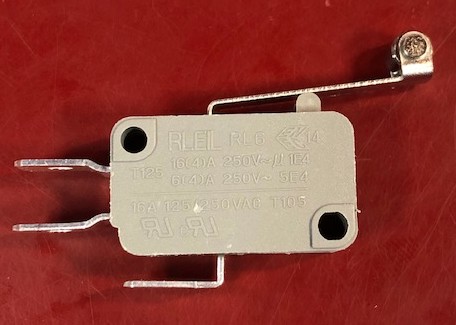 RLEIL RL6 14
T125 16(4)A 250V~μ 1E4
6(4)A 250V~ 5E4
16A 125/250VAC T105